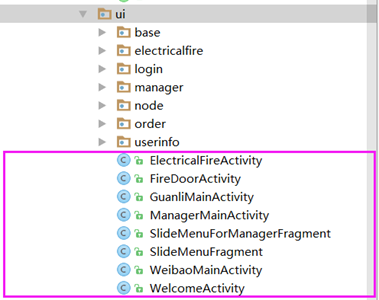 ui
base
electricalfire
login
manager
node
order
userinfo
ElectricalFireActivity
FireDoorActivity
GuanliMainActivity
ManagerMainActivity
SlideMenuForManagerFragment
SlideMenuFragment
WeibaoMainActivity
WelcomeActivity